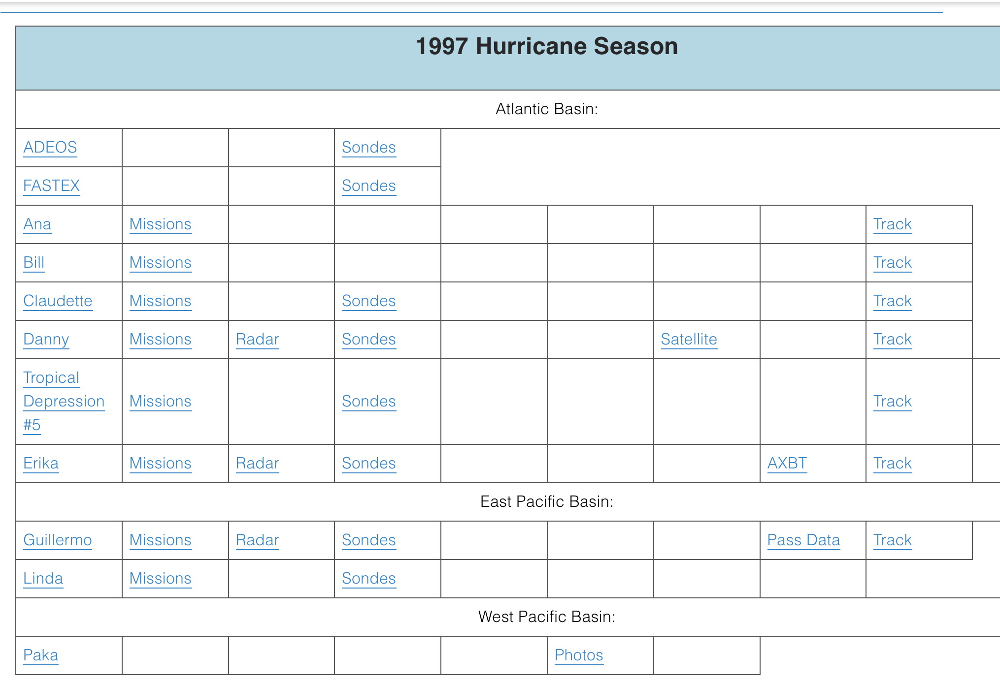 1997 Hurricane Season
Atlantic Basin:
ADEOS Sondes
FASTEX Sondes
Ana Missions Track
Bill Missions Track
Claudette Missions Sondes Track
Danny Missions Radar Sondes Satellite Track
Tropical
Depression Missions Sondes Track
#5
Erika Missions Radar Sondes AXBT Track
East Pacific Basin:
Guillermo Missions Radar Sondes Pass Data Track
Linda Missions Sondes
West Pacific Basin:
Paka Photos